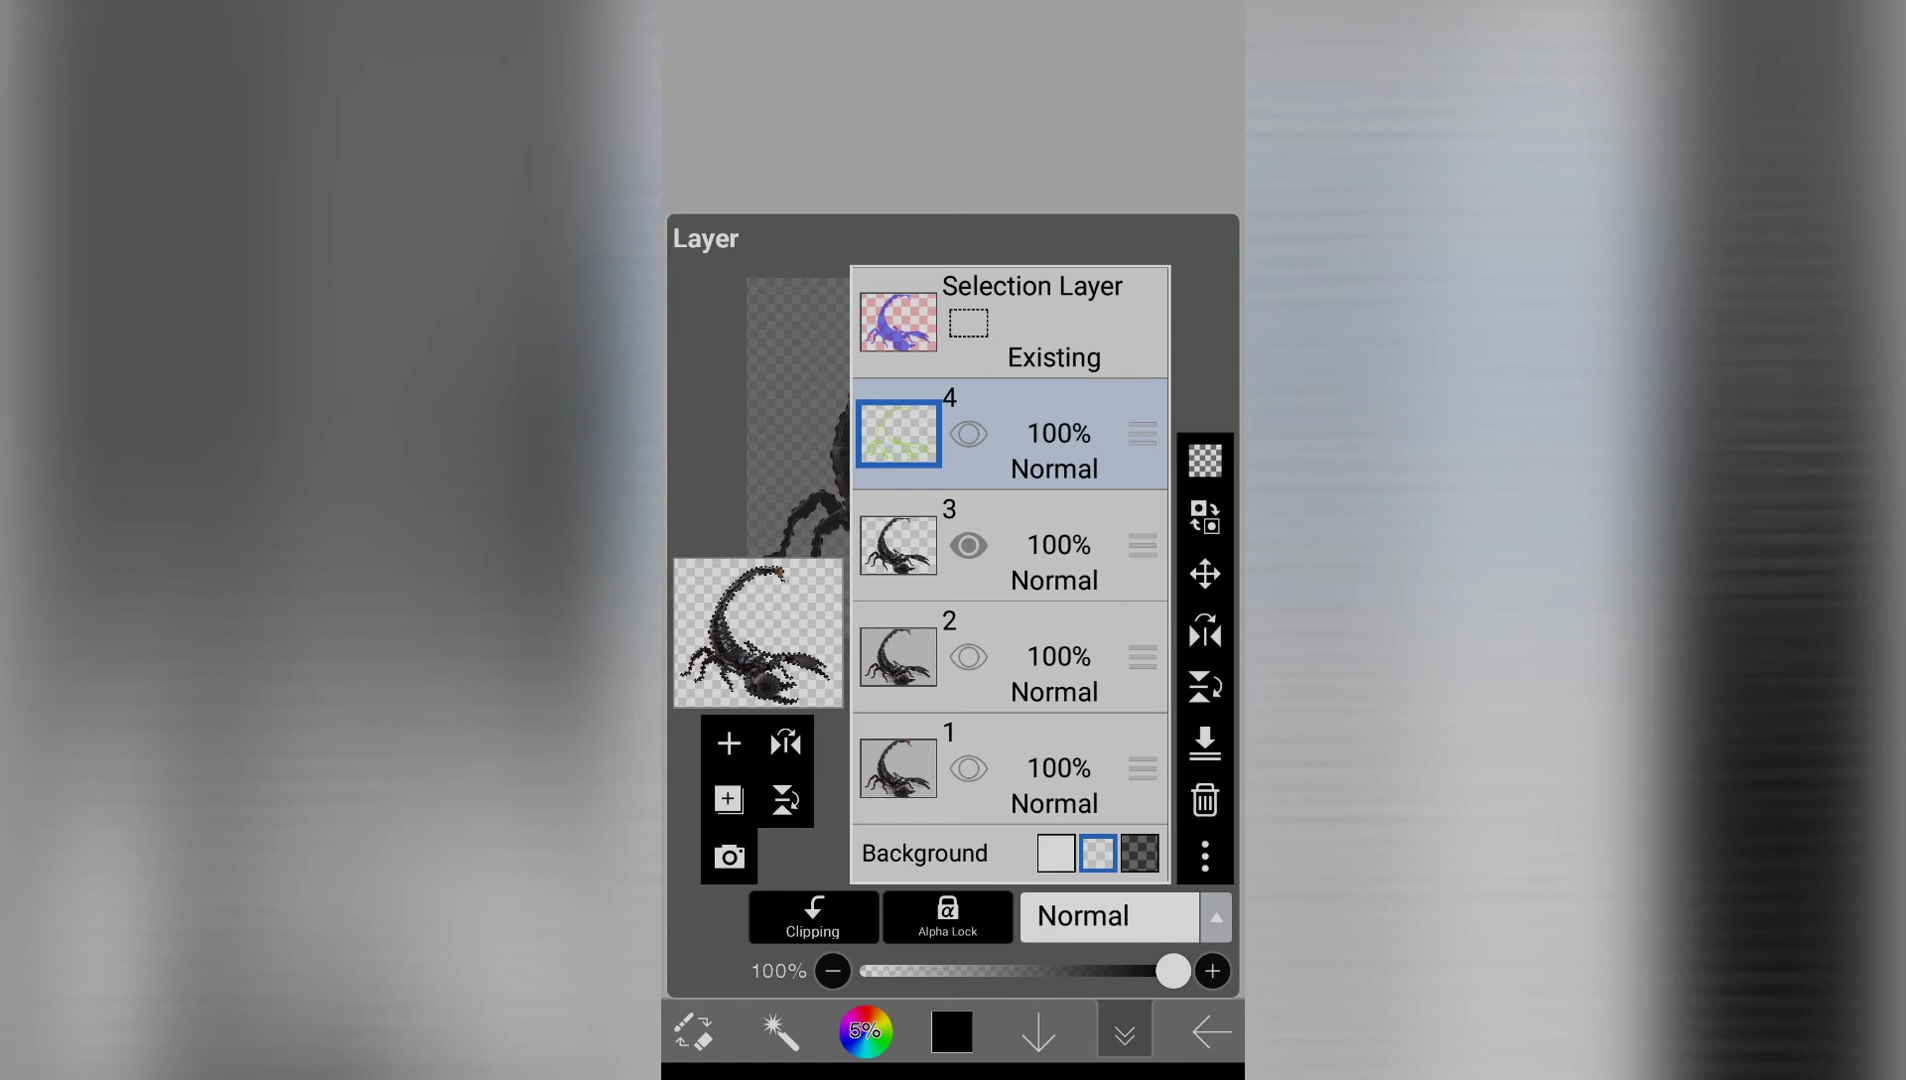 Layer
Selection Layer
Existing
4
100%
Normal
3
100%
Normal
2
100%
Normal
1
100%
Normal
Background
Clipping
α
Alpha Lock
Normal
100%
5%